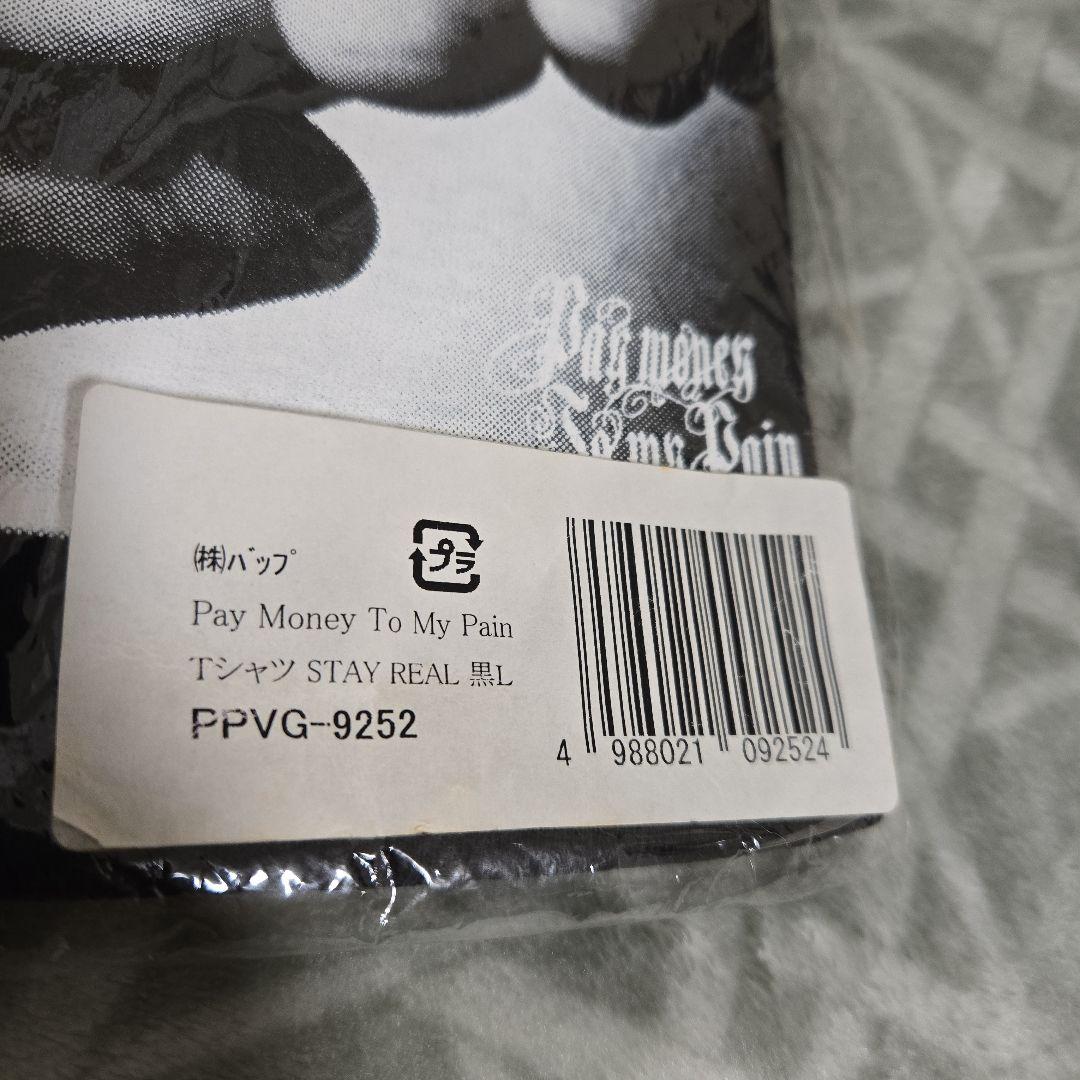 Pay money
To my Pain
㈱バップ
プラ
Pay Money To My Pain
Tシャツ STAY REAL 黒L
PPVG-9252
4 988021 092524